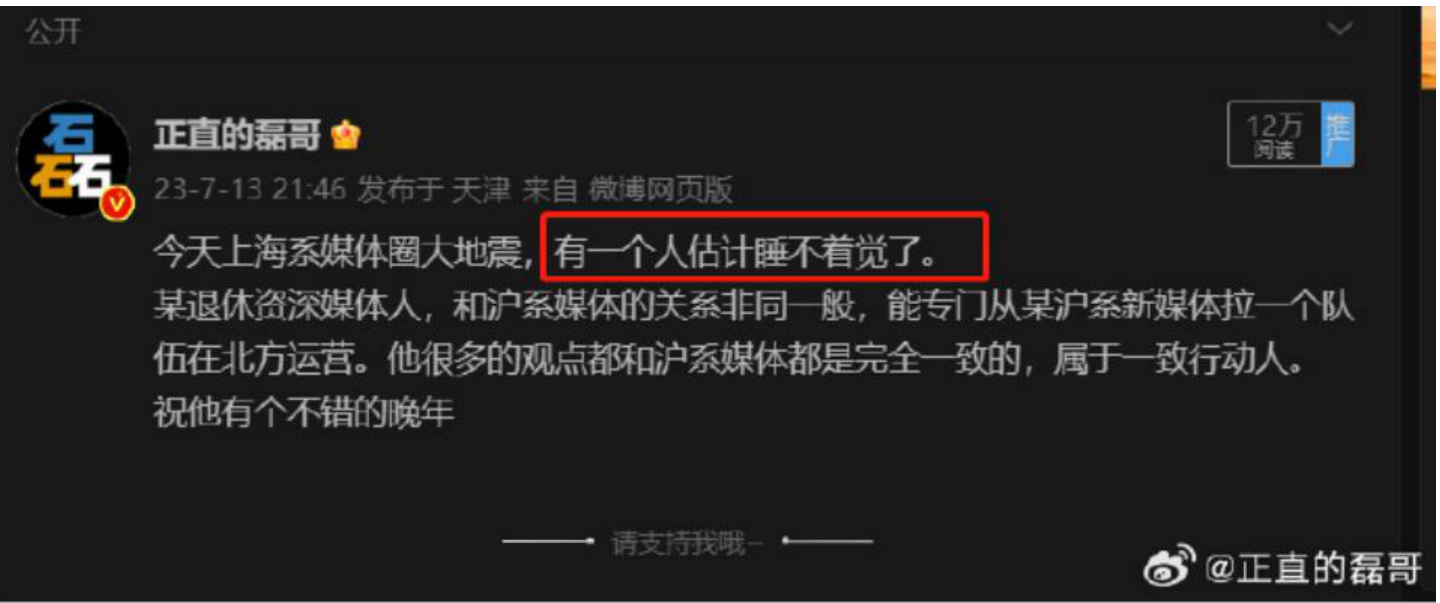 公开
石
石石
正直的磊哥
12万
阅读
推广
23-7-13 21:46 发布于 天津 来自 微博网页版
今天上海系媒体圈大地震，有一个人估计睡不着觉了。
某退休资深媒体人，和沪系媒体的关系非同一般，能专门从某沪系新媒体拉一个队
伍在北方运营。他很多的观点都和沪系媒体都是完全一致的，属于一致行动人。
祝他有个不错的晚年
请支持我哦~
@正直的磊哥